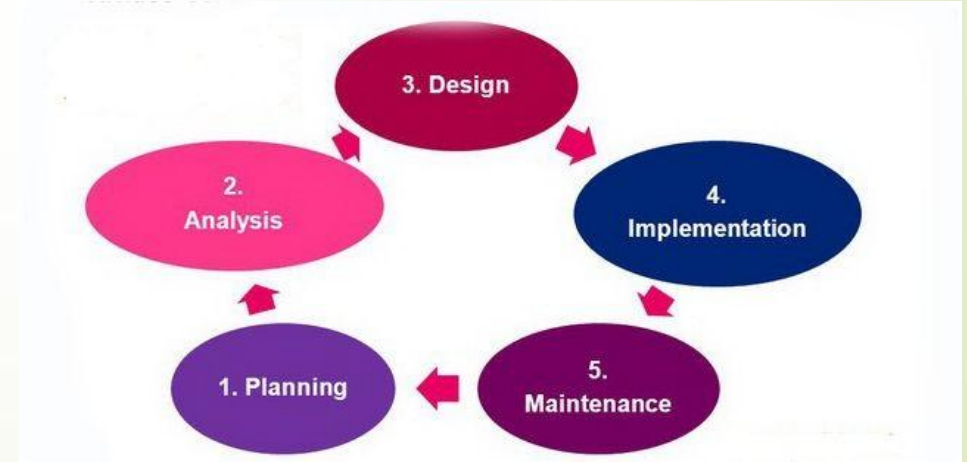 3. Design
2.
Analysis
4.
Implementation
1. Planning
5.
Maintenance